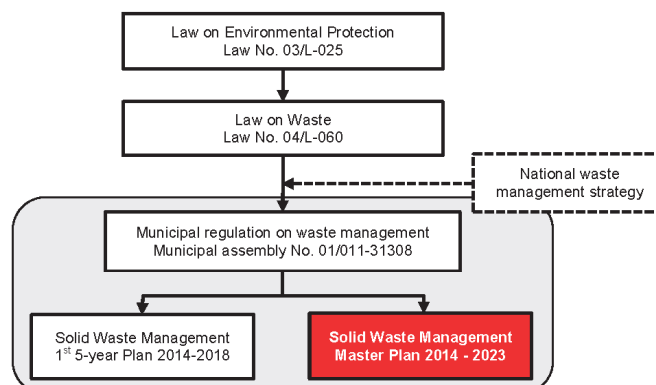 Law on Environmental Protection
Law No. 03/L-025
Law on Waste
Law No. 04/L-060
National waste
management strategy
Municipal regulation on waste management
Municipal assembly No. 01/011-31308
Solid Waste Management
1st 5-year Plan 2014-2018
Solid Waste Management
Master Plan 2014 - 2023